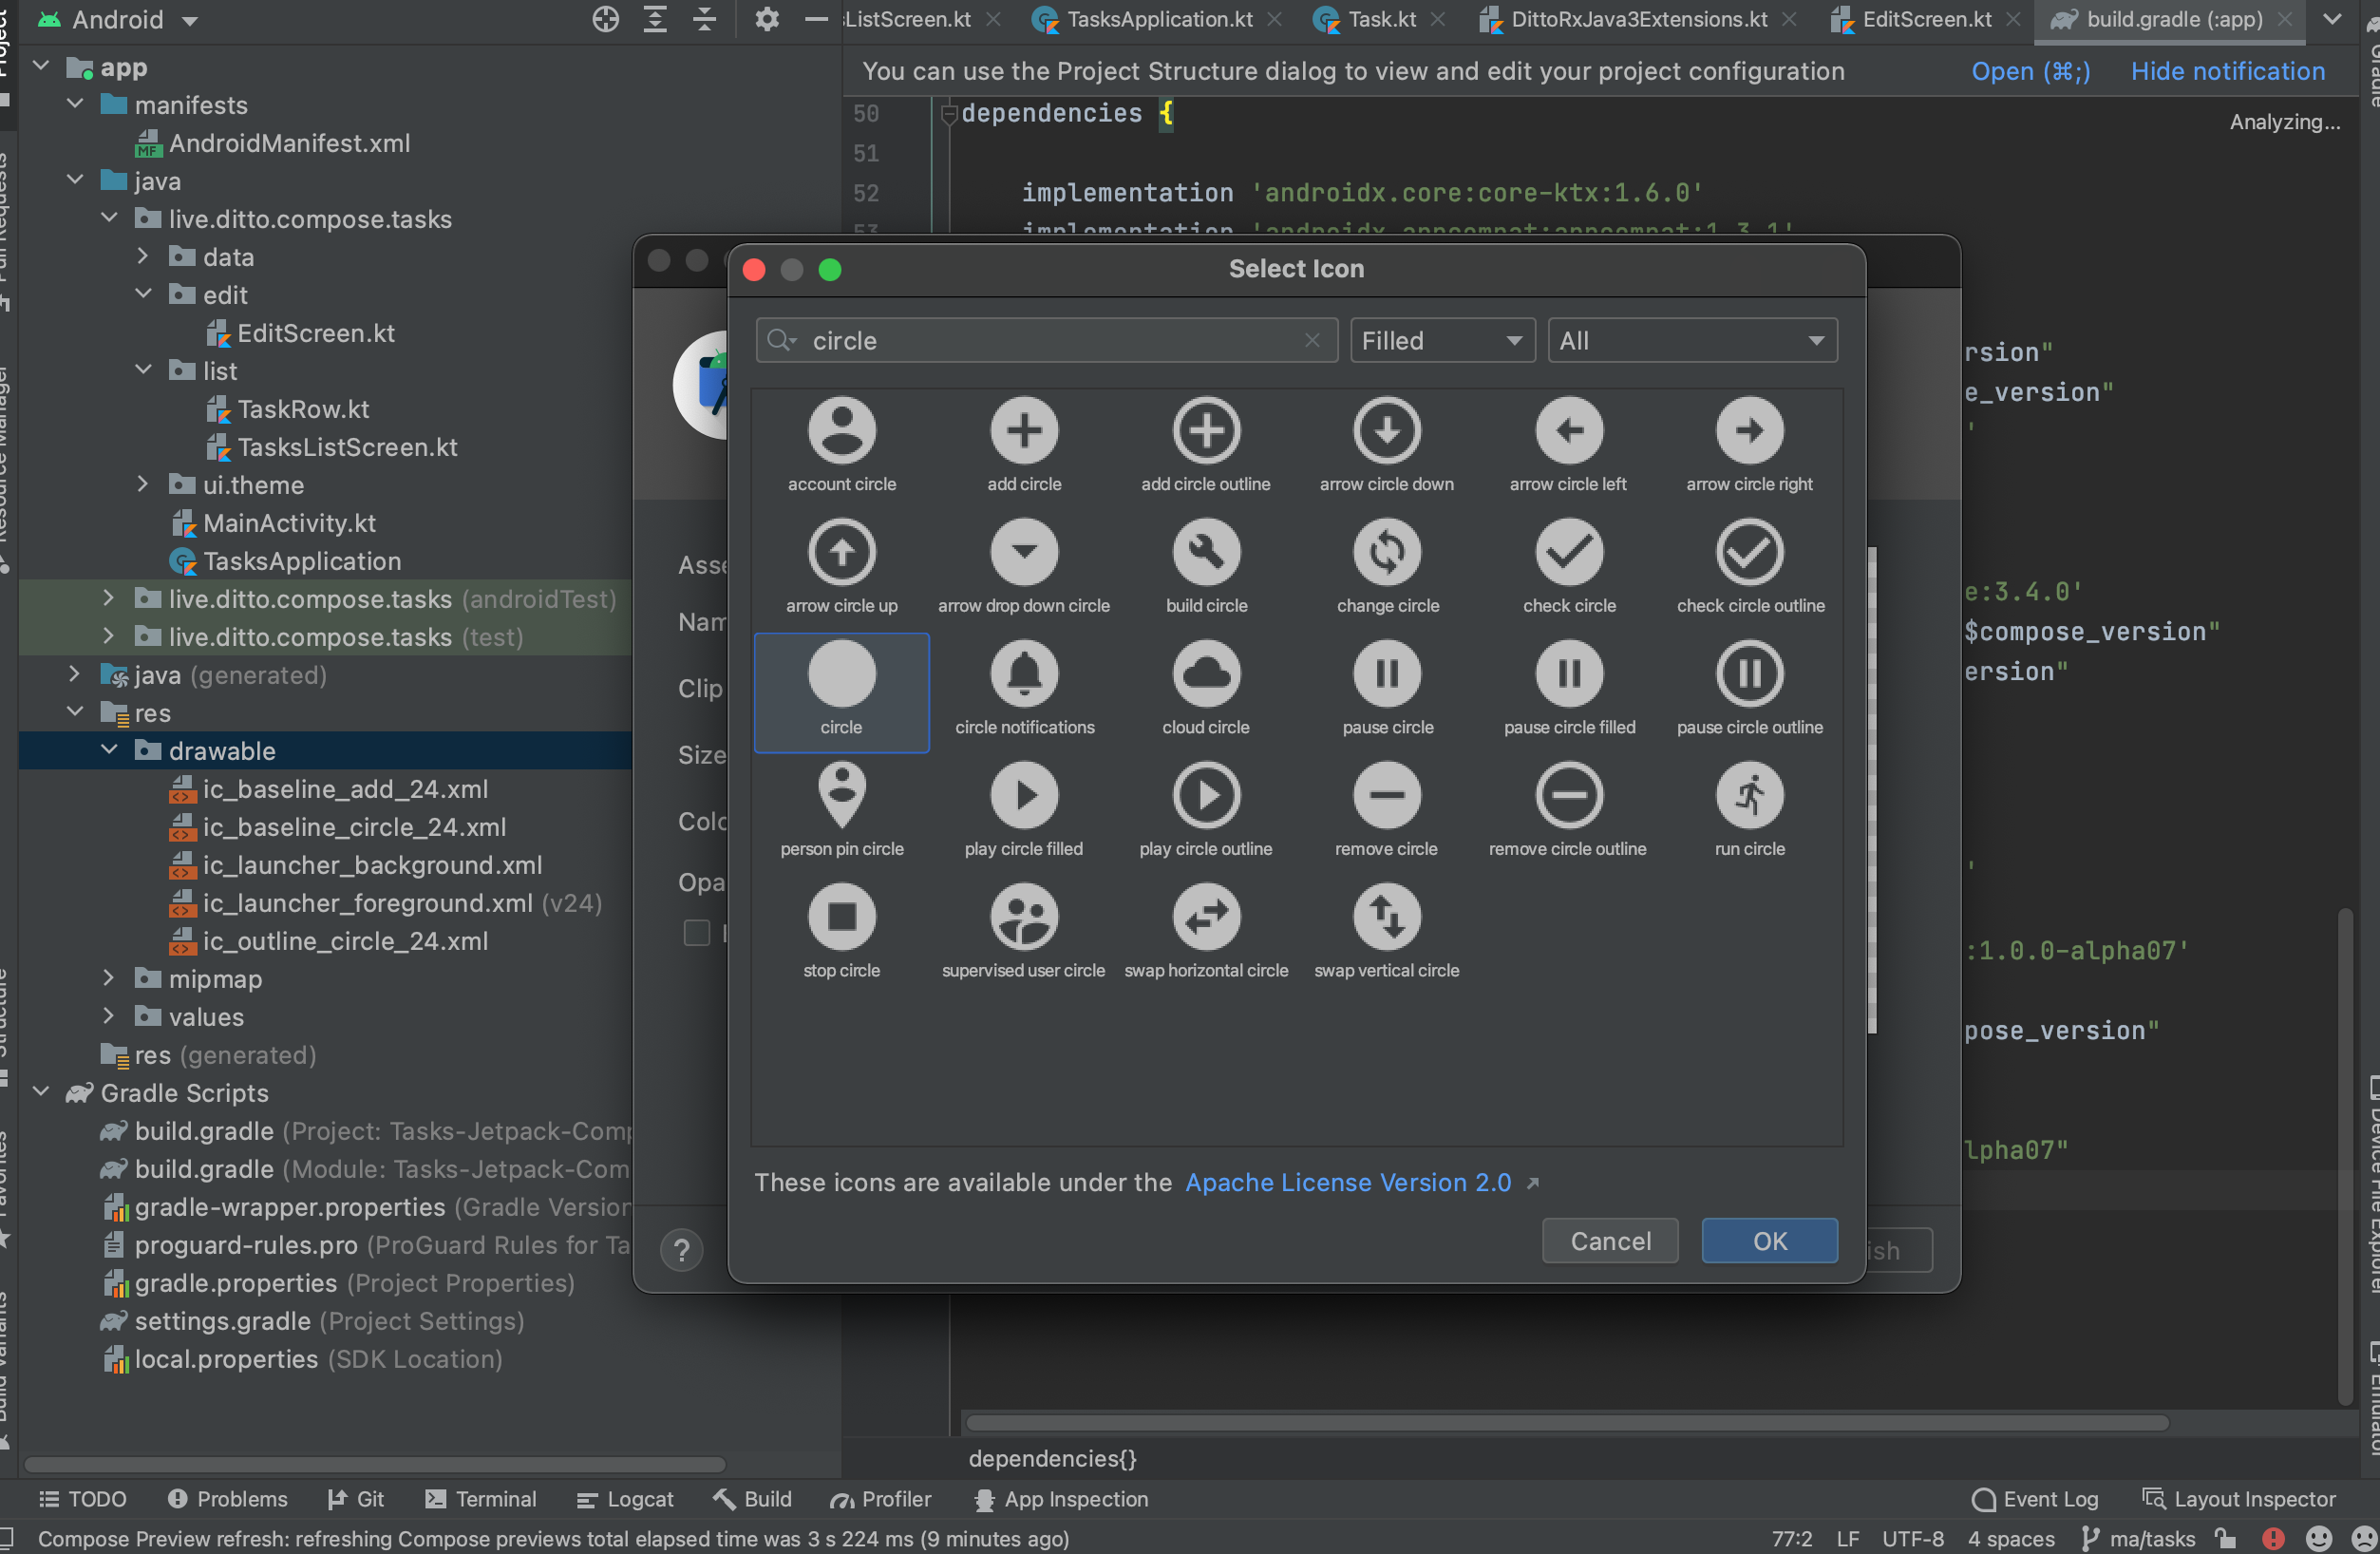 Android
ListScreen.kt
TasksApplication.kt
Task.kt
DittoRxJava3Extensions.kt
EditScreen.kt
build.gradle (:app)
Project
Pull Requests
Resource Manager
Structure
Favorites
Build Variants
app
manifests
AndroidManifest.xml
MF
java
live.ditto.compose.tasks
data
edit
EditScreen.kt
list
TaskRow.kt
TasksListScreen.kt
ui.theme
MainActivity.kt
TasksApplication
live.ditto.compose.tasks (androidTest)
live.ditto.compose.tasks (test)
java (generated)
res
drawable
ic_baseline_add_24.xml
ic_baseline_circle_24.xml
ic_launcher_background.xml
ic_launcher_foreground.xml (v24)
ic_outline_circle_24.xml
mipmap
values
res (generated)
Gradle Scripts
build.gradle (Project: Tasks-Jetpack-Comp
build.gradle (Module: Tasks-Jetpack-Com
gradle-wrapper.properties (Gradle Version
proguard-rules.pro (ProGuard Rules for Ta
gradle.properties (Project Properties)
settings.gradle (Project Settings)
local.properties (SDK Location)
You can use the Project Structure dialog to view and edit your project configuration
Open (⌘;)
Hide notification
Analyzing...
50 dependencies {
51
52 implementation 'androidx.core:core-ktx:1.6.0'
53 implementation 'androidx.appcompat:appcompat:1.3.1'
rsion"
e_version"
'
e:3.4.0'
$compose_version"
ersion"
'
:1.0.0-alpha07'
pose_version"
lpha07"
Asse
Nam
Clip
Size
Colo
Opa
?
ish
Select Icon
circle
Filled
All
account circle
add circle
add circle outline
arrow circle down
arrow circle left
arrow circle right
arrow circle up
arrow drop down circle
build circle
change circle
check circle
check circle outline
circle
circle notifications
cloud circle
pause circle
pause circle filled
pause circle outline
person pin circle
play circle filled
play circle outline
remove circle
remove circle outline
run circle
stop circle
supervised user circle
swap horizontal circle
swap vertical circle
These icons are available under the Apache License Version 2.0
Cancel
OK
Gradle
Device File Explorer
Emulator
dependencies{}
TODO
Problems
Git
Terminal
Logcat
Build
Profiler
App Inspection
Event Log
Layout Inspector
Compose Preview refresh: refreshing Compose previews total elapsed time was 3 s 224 ms (9 minutes ago)
77:2
LF
UTF-8
4 spaces
ma/tasks